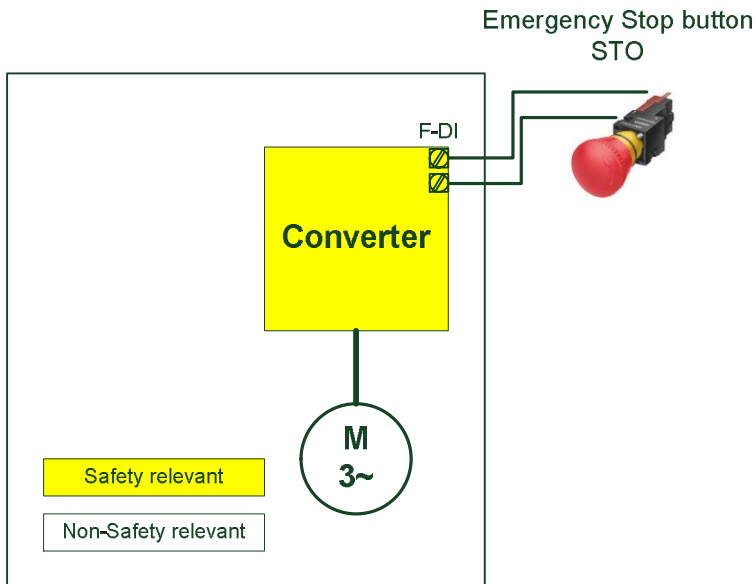 Emergency Stop button
STO
F-DI
Converter
M
3~
Safety relevant
Non-Safety relevant